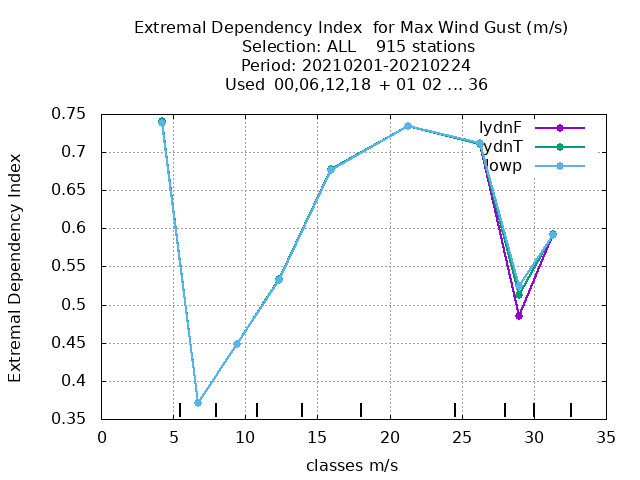 Extremal Dependency Index  for Max Wind Gust (m/s)
Selection: ALL    915 stations
Period: 20210201-20210224
Used  00,06,12,18  + 01 02 ... 36
0.75
0.7
0.65
0.6
0.55
0.5
0.45
0.4
0.35
Extremal Dependency Index
lydnF
lydnT
lowp
0 5 10 15 20 25 30 35
classes m/s